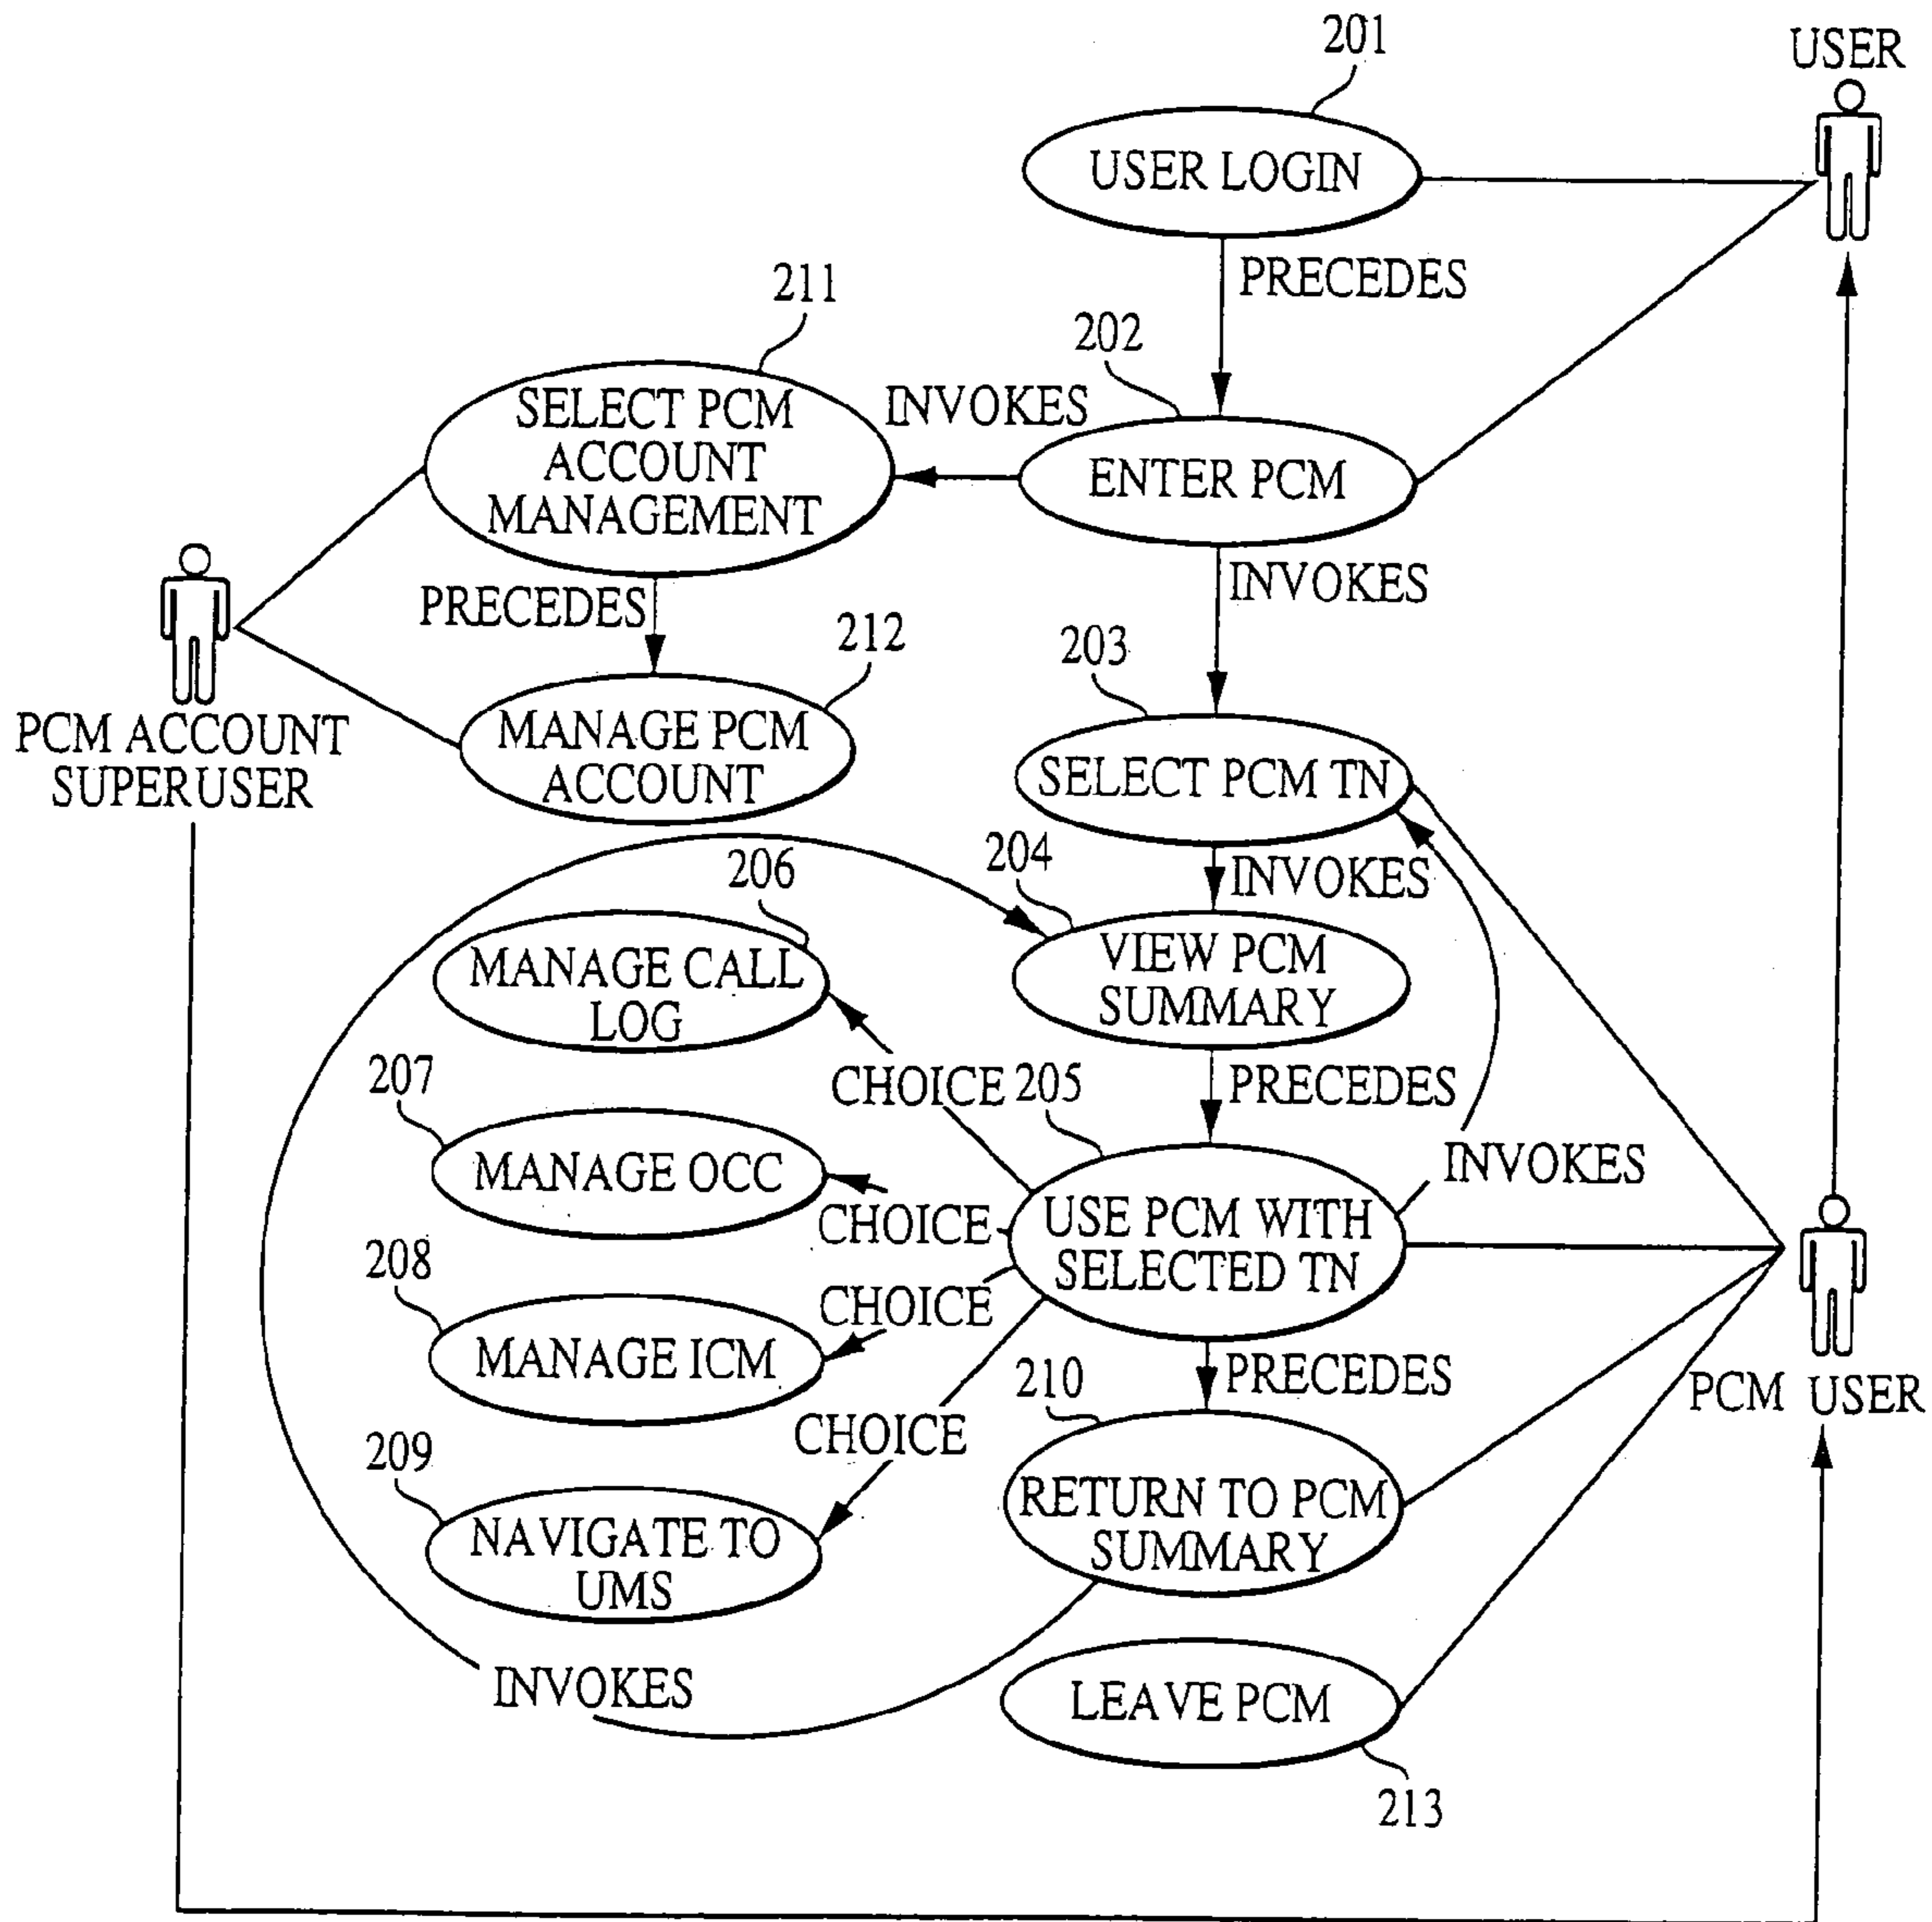 201
USER
USER LOGIN
PRECEDES
211
202
SELECT PCM
ACCOUNT
MANAGEMENT
INVOKES
ENTER PCM
PRECEDES
INVOKES
212
203
PCM ACCOUNT
SUPERUSER
MANAGE PCM
ACCOUNT
SELECT PCM TN
206
204
INVOKES
MANAGE CALL
LOG
VIEW PCM
SUMMARY
207
CHOICE
205
PRECEDES
MANAGE OCC
CHOICE
USE PCM WITH
SELECTED TN
INVOKES
208
CHOICE
MANAGE ICM
210
PRECEDES
PCM USER
209
CHOICE
NAVIGATE TO
UMS
RETURN TO PCM
SUMMARY
INVOKES
LEAVE PCM
213